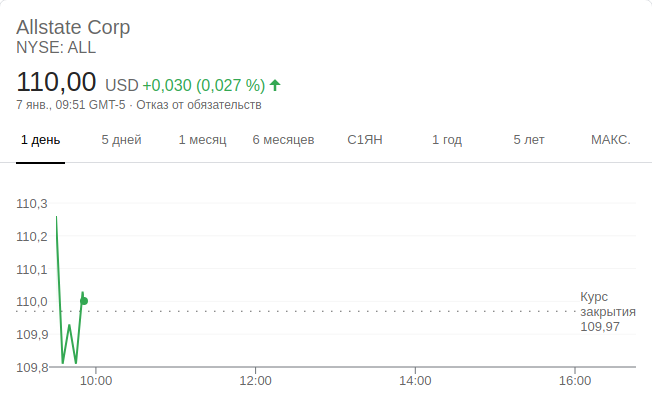 Allstate Corp
NYSE: ALL
110,00 USD +0,030 (0,027 %)
7 янв., 09:51 GMT-5 · Отказ от обязательств
1 день 5 дней 1 месяц 6 месяцев С1ЯН 1 год 5 лет МАКС.
110,3
110,2
110,1
110,0
109,9
109,8
Курс
закрытия
109,97
10:00 12:00 14:00 16:00